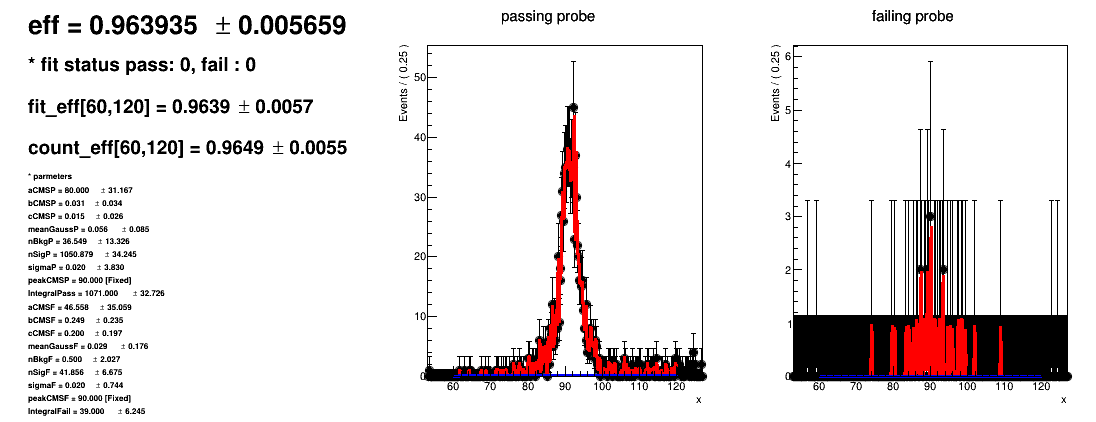 eff = 0.963935 ± 0.005659
* fit status pass: 0, fail : 0
fit_eff[60,120] = 0.9639 ± 0.0057
count_eff[60,120] = 0.9649 ± 0.0055
* parmeters
aCMSP = 80.000 ± 31.167
bCMSP = 0.031 ± 0.034
cCMSP = 0.015 ± 0.026
meanGaussP = 0.056 ± 0.085
nBkgP = 36.549 ± 13.326
nSigP = 1050.879 ± 34.245
sigmaP = 0.020 ± 3.830
peakCMSP = 90.000 [Fixed]
IntegralPass = 1071.000 ± 32.726
aCMSF = 46.558 ± 35.059
bCMSF = 0.249 ± 0.235
cCMSF = 0.200 ± 0.197
meanGaussF = 0.029 ± 0.176
nBkgF = 0.500 ± 2.027
nSigF = 41.856 ± 6.675
sigmaF = 0.020 ± 0.744
peakCMSF = 90.000 [Fixed]
IntegralFail = 39.000 ± 6.245
passing probe
Events / ( 0.25 )
50
40
30
20
10
0
60 70 80 90 100 110 120
x
failing probe
Events / ( 0.25 )
6
5
4
3
2
1
0
60 70 80 90 100 110 120
x